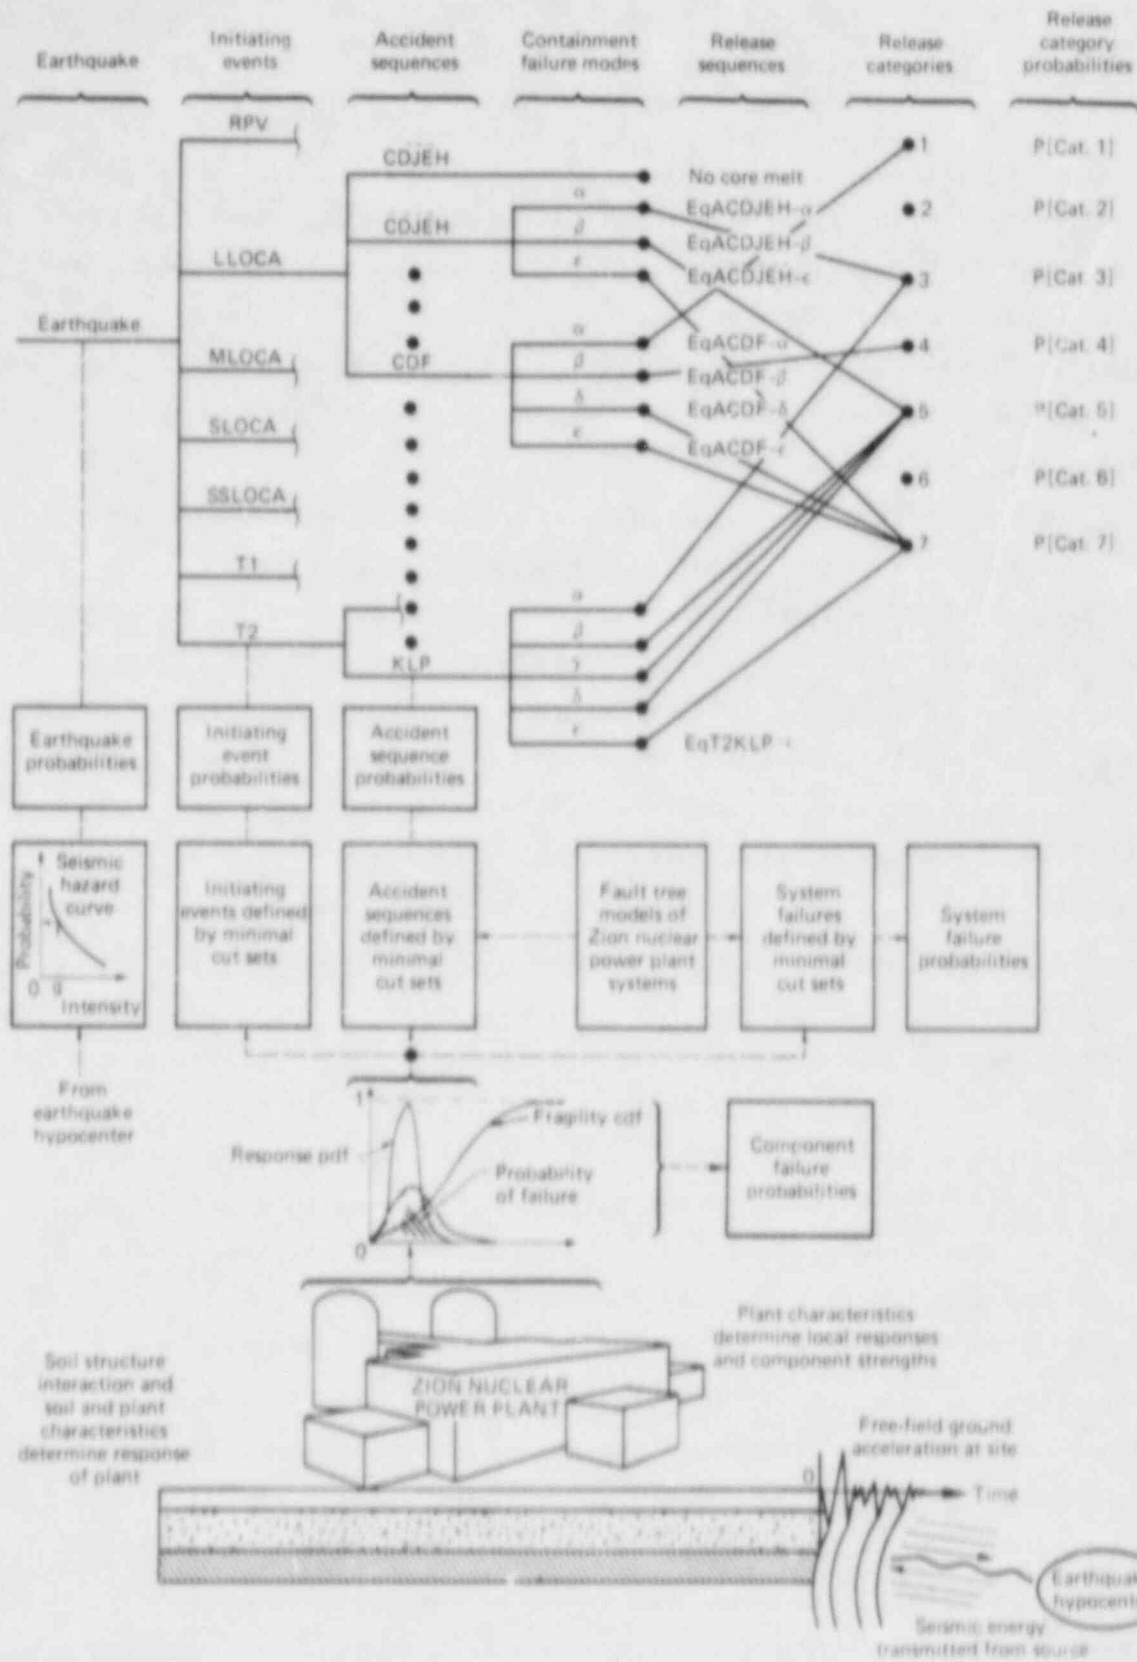 Earthquake
Initiating
events
Accident
sequences
Containment
failure modes
Release
sequences
Release
categories
Release
category
probabilities
RPV
LLOCA
Earthquake
MLOCA
SLOCA
SSLOCA
T1
T2
CDJEH
CDJEH
CDF
KLP
α
β
ε
α
β
δ
ε
α
β
γ
δ
ε
No core melt
EqACDJEH-α
EqACDJEH-β
EqACDJEH-ε
EqACDF-α
EqACDF-β
EqACDF-δ
EqACDF-ε
EqT2KLP-ε
1
2
3
4
5
6
7
P[Cat. 1]
P[Cat. 2]
P[Cat. 3]
P[Cat. 4]
P[Cat. 5]
P[Cat. 6]
P[Cat. 7]
Earthquake
probabilities
Initiating
event
probabilities
Accident
sequence
probabilities
Seismic
hazard
curve
Probability
0
Intensity
Initiating
events defined
by minimal
cut sets
Accident
sequences
defined by
minimal
cut sets
Fault tree
models of
Zion nuclear
power plant
systems
System
failures
defined by
minimal
cut sets
System
failure
probabilities
From
earthquake
hypocenter
1
Response pdf
Fragility cdf
Probability
of failure
0
Component
failure
probabilities
Plant characteristics
determine local responses
and component strengths
Soil structure
interaction and
soil and plant
characteristics
determine response
of plant
ZION NUCLEAR
POWER PLANT
Free-field ground
acceleration at site
0
Time
Earthquake
hypocent
Seismic energy
transmitted from source